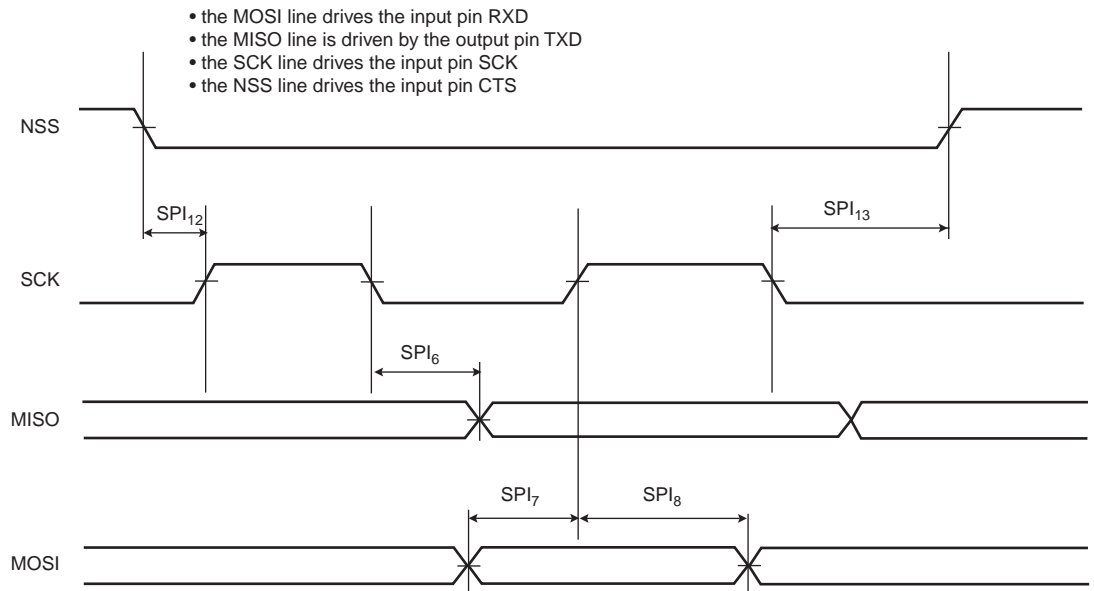 • the MOSI line drives the input pin RXD
• the MISO line is driven by the output pin TXD
• the SCK line drives the input pin SCK
• the NSS line drives the input pin CTS
NSS
SPI12
SPI13
SCK
SPI6
MISO
SPI7
SPI8
MOSI